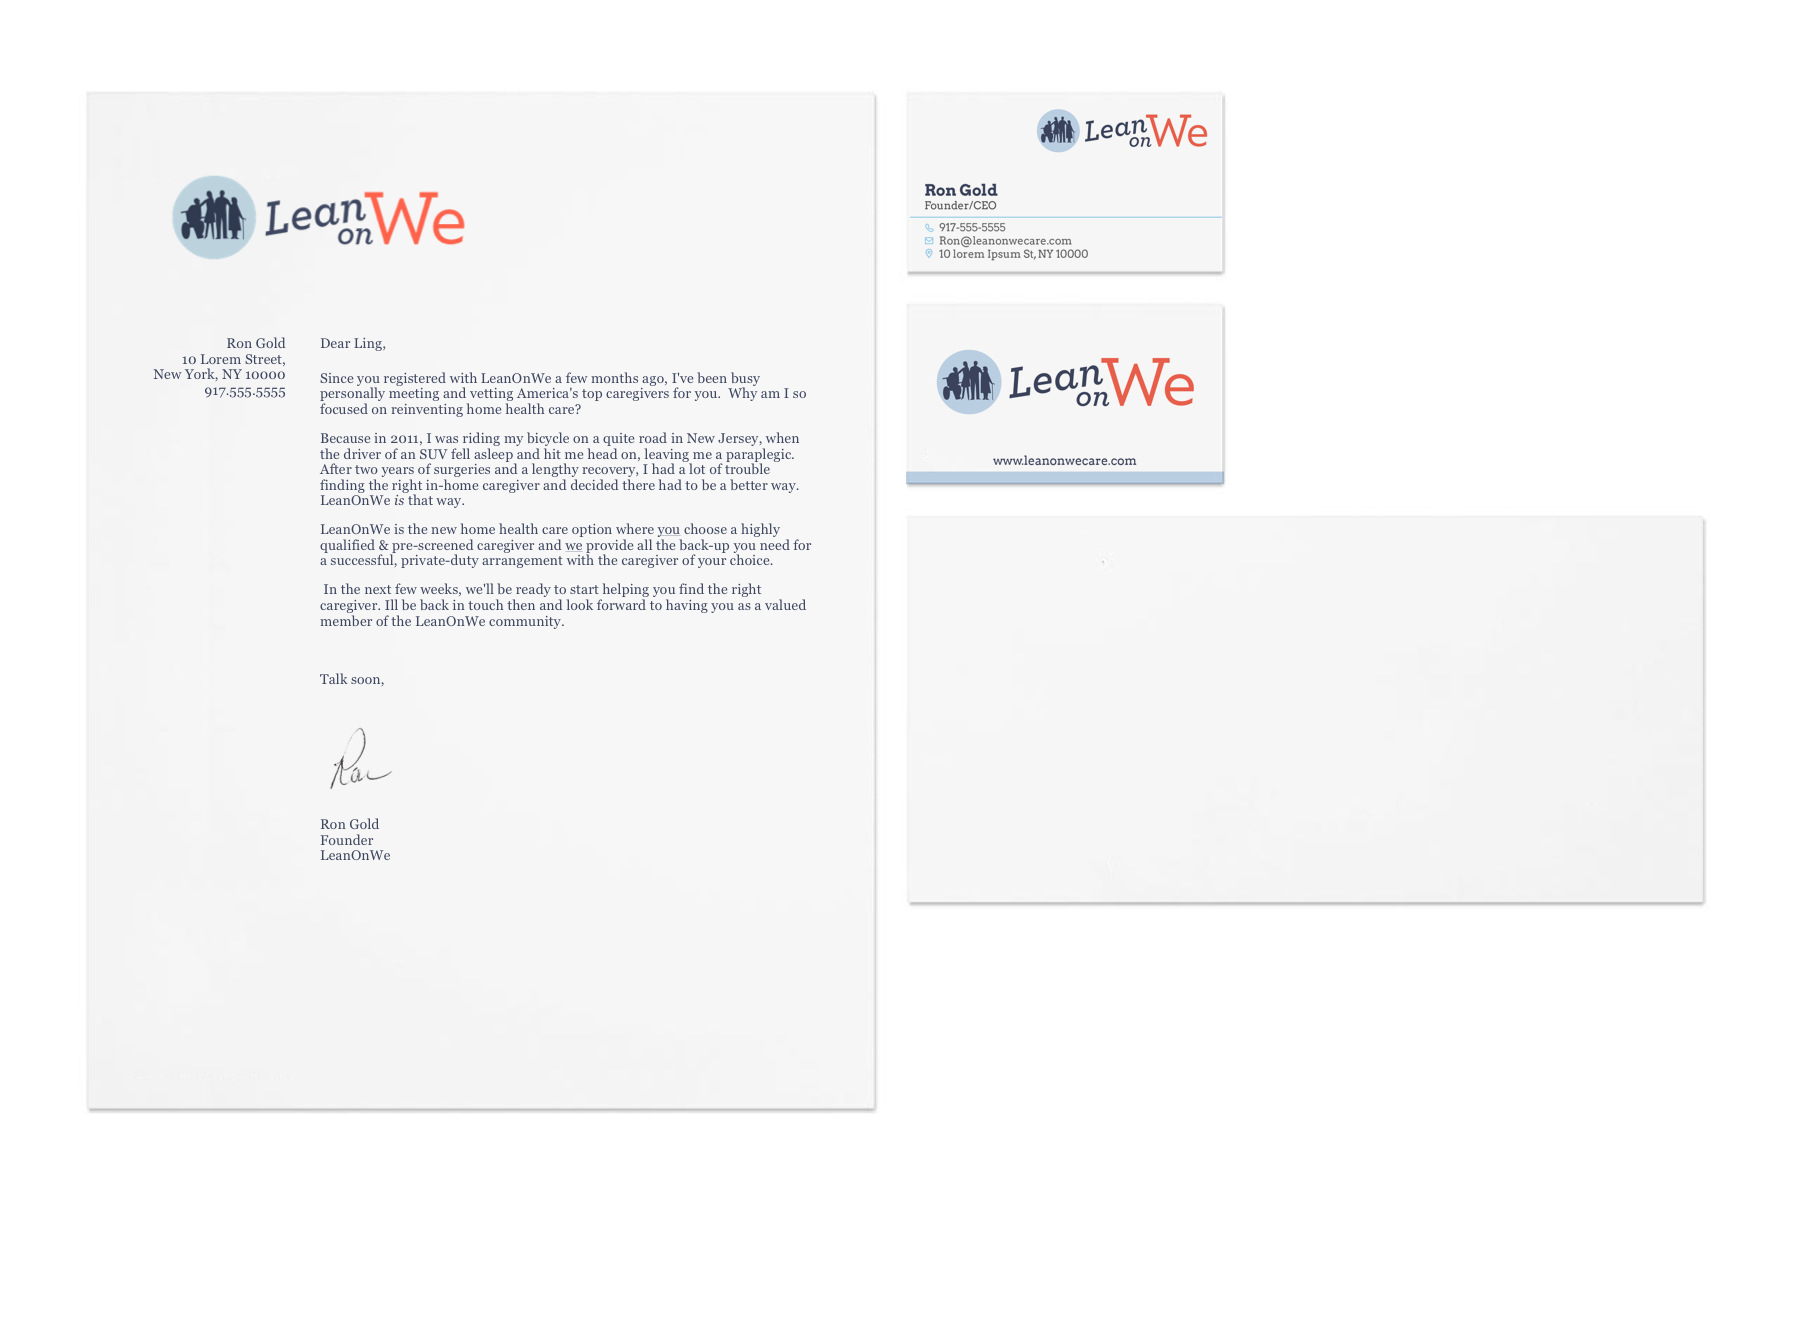 Lean on We
Ron Gold
10 Lorem Street,
New York, NY 10000
917.555.5555
Dear Ling,
Since you registered with LeanOnWe a few months ago, I've been busy
personally meeting and vetting America's top caregivers for you.  Why am I so
focused on reinventing home health care?
Because in 2011, I was riding my bicycle on a quite road in New Jersey, when
the driver of an SUV fell asleep and hit me head on, leaving me a paraplegic.
After two years of surgeries and a lengthy recovery, I had a lot of trouble
finding the right in-home caregiver and decided there had to be a better way.
LeanOnWe is that way.
LeanOnWe is the new home health care option where you choose a highly
qualified & pre-screened caregiver and we provide all the back-up you need for
a successful, private-duty arrangement with the caregiver of your choice.
In the next few weeks, we'll be ready to start helping you find the right
caregiver. Ill be back in touch then and look forward to having you as a valued
member of the LeanOnWe community.
Talk soon,
Ron
Ron Gold
Founder
LeanOnWe
Lean on We
Ron Gold
Founder/CEO
917-555-5555
Ron@leanonwecare.com
10 lorem Ipsum St, NY 10000
Lean on We
www.leanonwecare.com